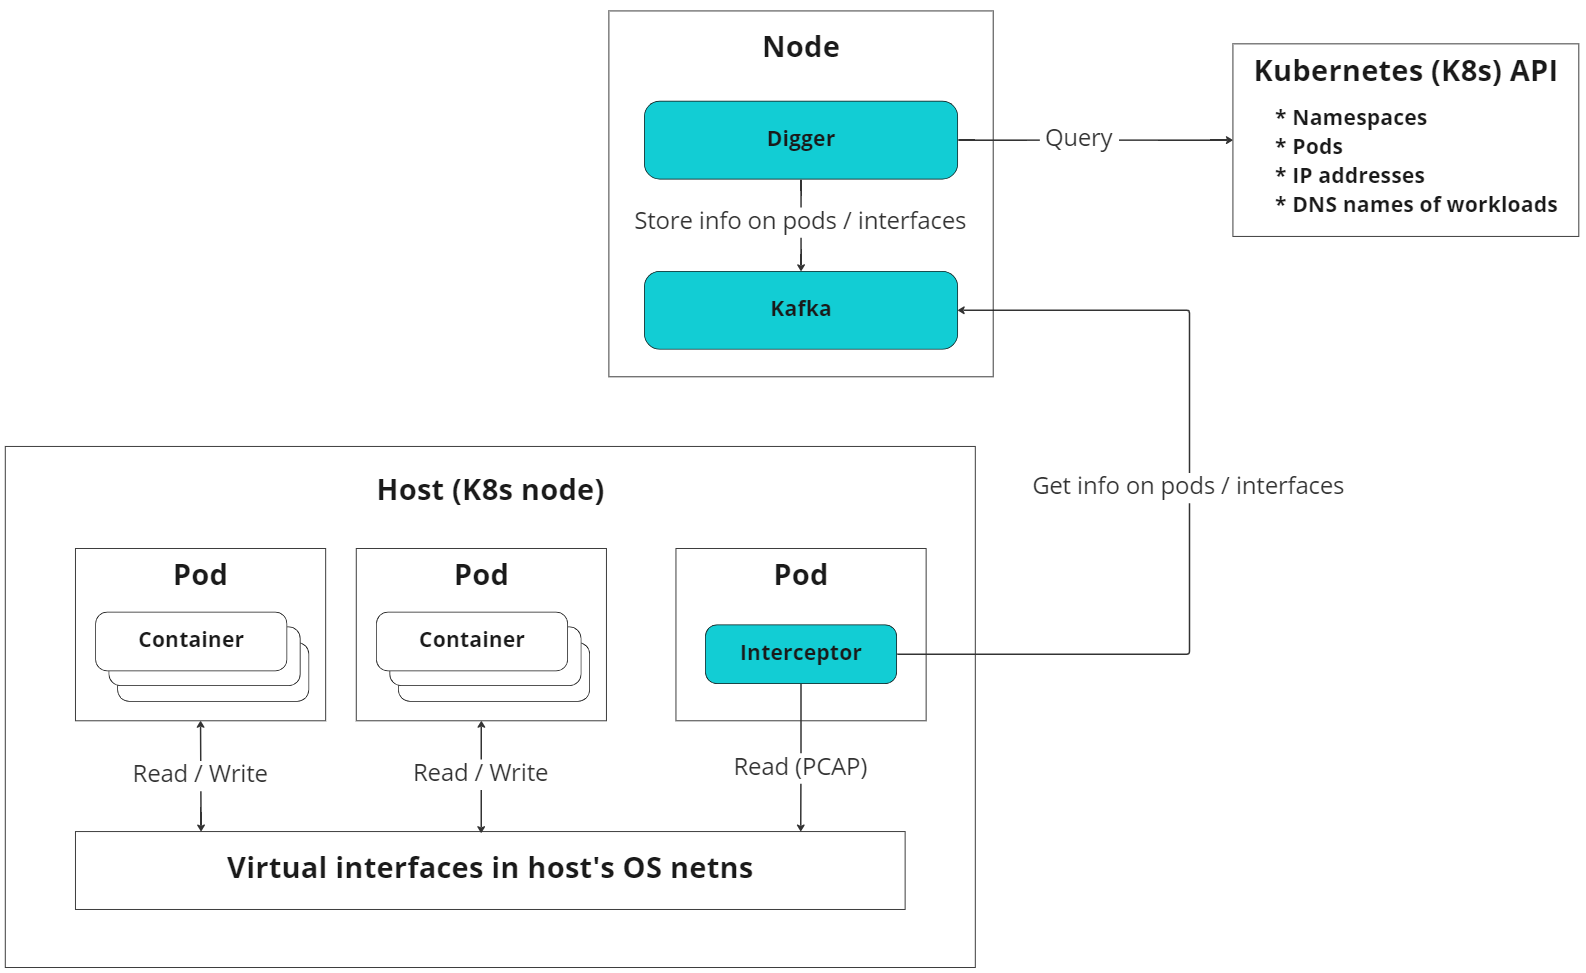 Node
Digger
Query
Kubernetes (K8s) API
* Namespaces
* Pods
* IP addresses
* DNS names of workloads
Store info on pods / interfaces
Kafka
Get info on pods / interfaces
Host (K8s node)
Pod
Container
Pod
Container
Pod
Interceptor
Read / Write
Read / Write
Read (PCAP)
Virtual interfaces in host's OS netns